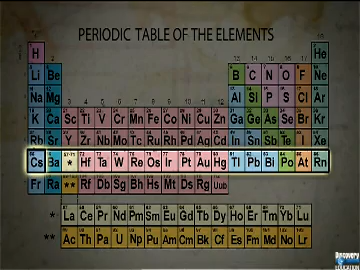 PERIODIC TABLE OF THE ELEMENTS
H He
Li Be B C N O F Ne
Na Mg Al Si P S Cl Ar
K Ca Sc Ti V Cr Mn Fe Co Ni Cu Zn Ga Ge As Se Br Kr
Rb Sr Y Zr Nb Mo Tc Ru Rh Pd Ag Cd In Sn Sb Te I Xe
Cs Ba * Hf Ta W Re Os Ir Pt Au Hg Tl Pb Bi Po At Rn
Fr Ra ** Rf Db Sg Bh Hs Mt Ds Rg Uub
* La Ce Pr Nd Pm Sm Eu Gd Tb Dy Ho Er Tm Yb Lu
** Ac Th Pa U Np Pu Am Cm Bk Cf Es Fm Md No Lr
Discovery
EDUCATION